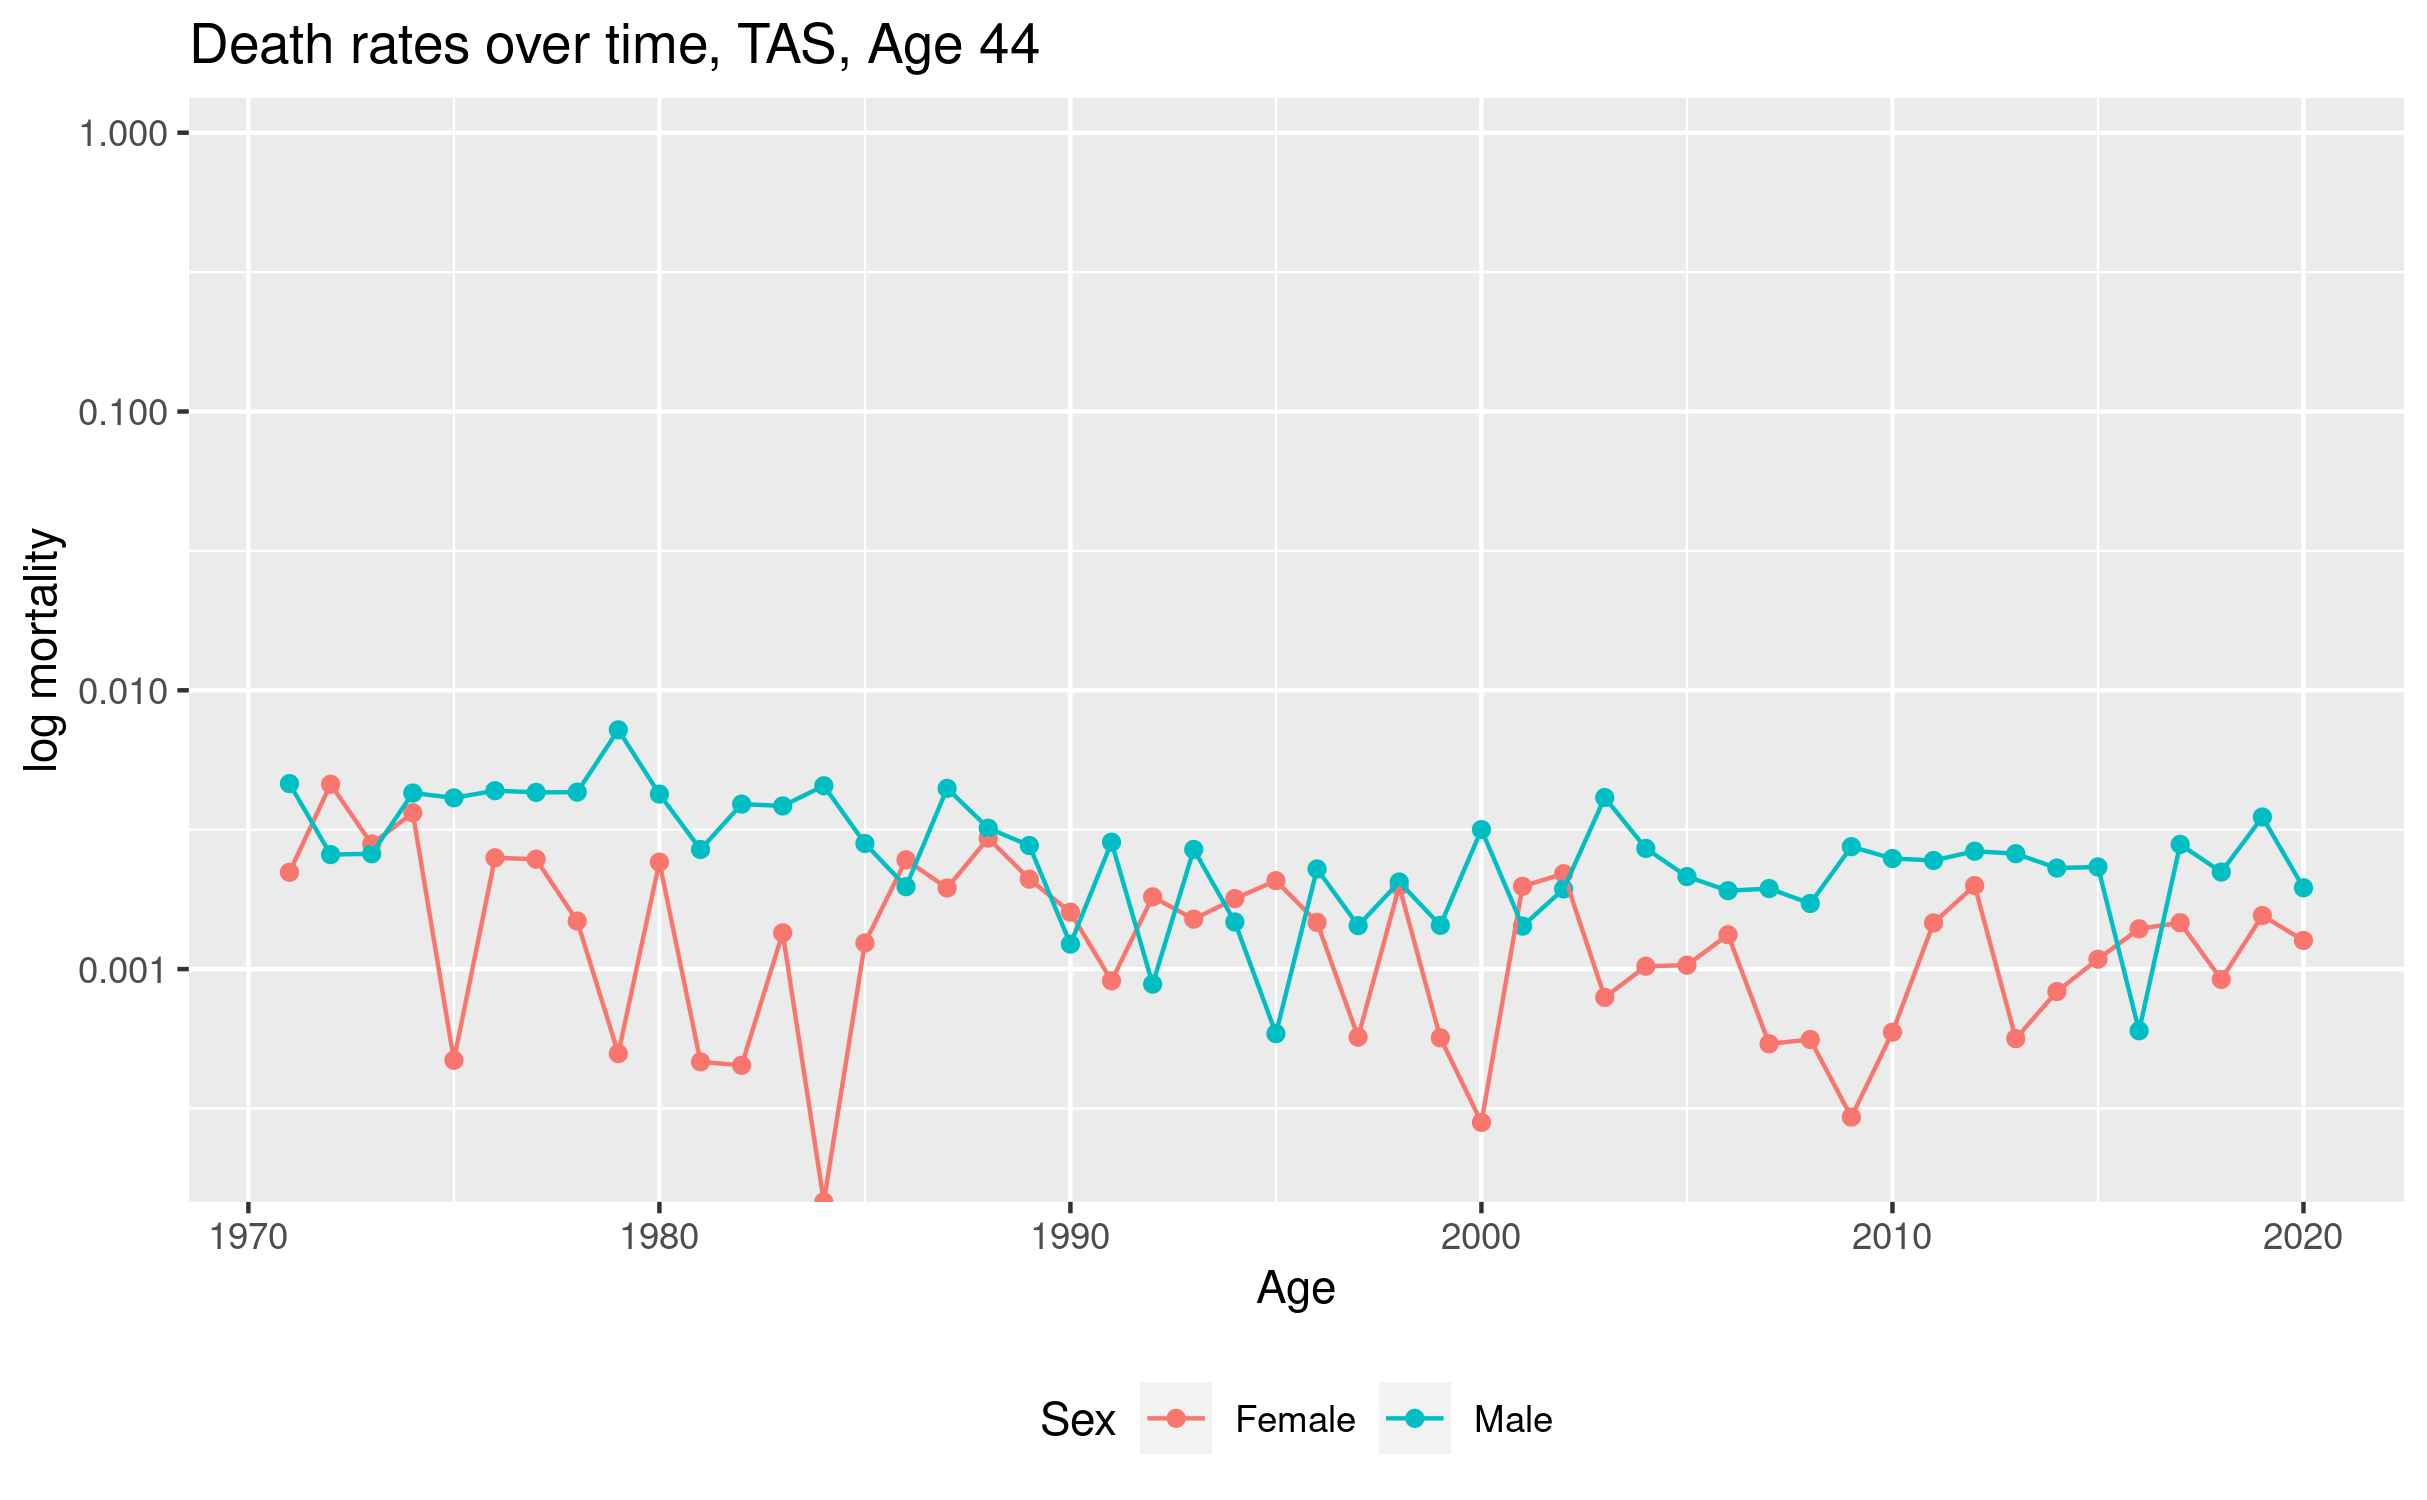 Death rates over time, TAS, Age 44
1.000
0.100
0.010
0.001
log mortality
1970 1980 1990 2000 2010 2020
Age
Sex Female Male